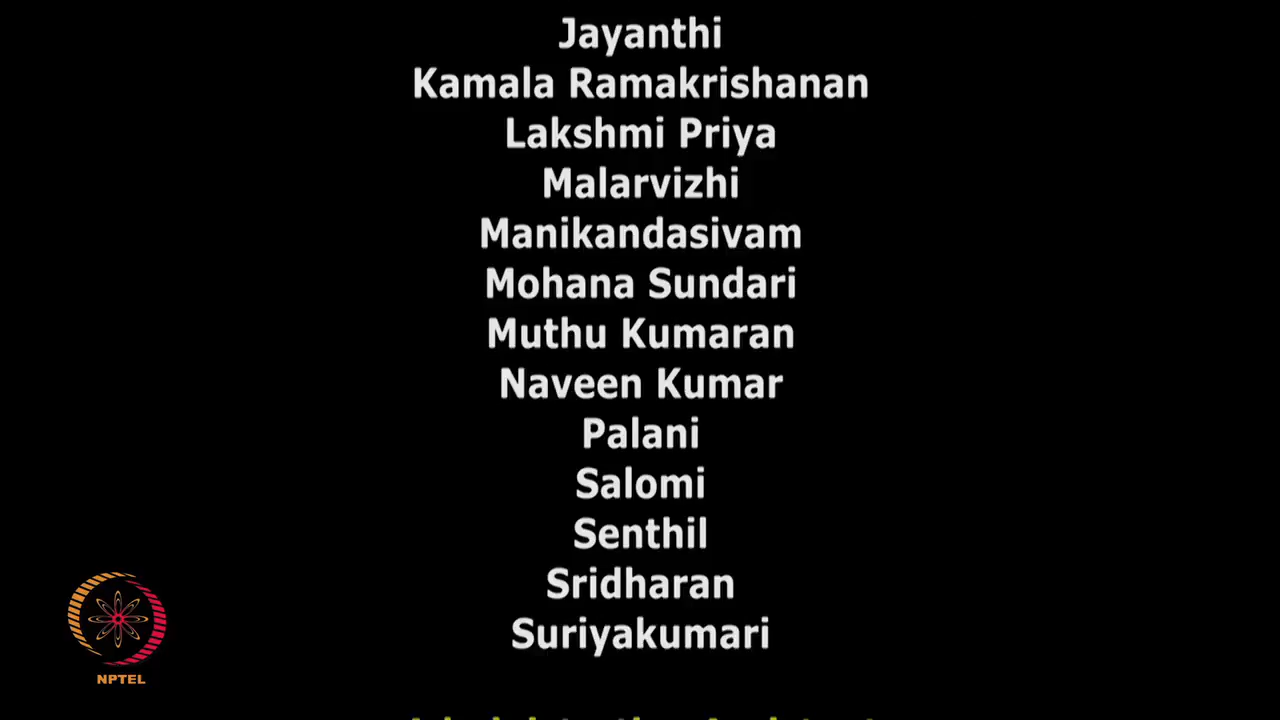 Jayanthi
Kamala Ramakrishanan
Lakshmi Priya
Malarvizhi
Manikandasivam
Mohana Sundari
Muthu Kumaran
Naveen Kumar
Palani
Salomi
Senthil
Sridharan
Suriyakumari
NPTEL